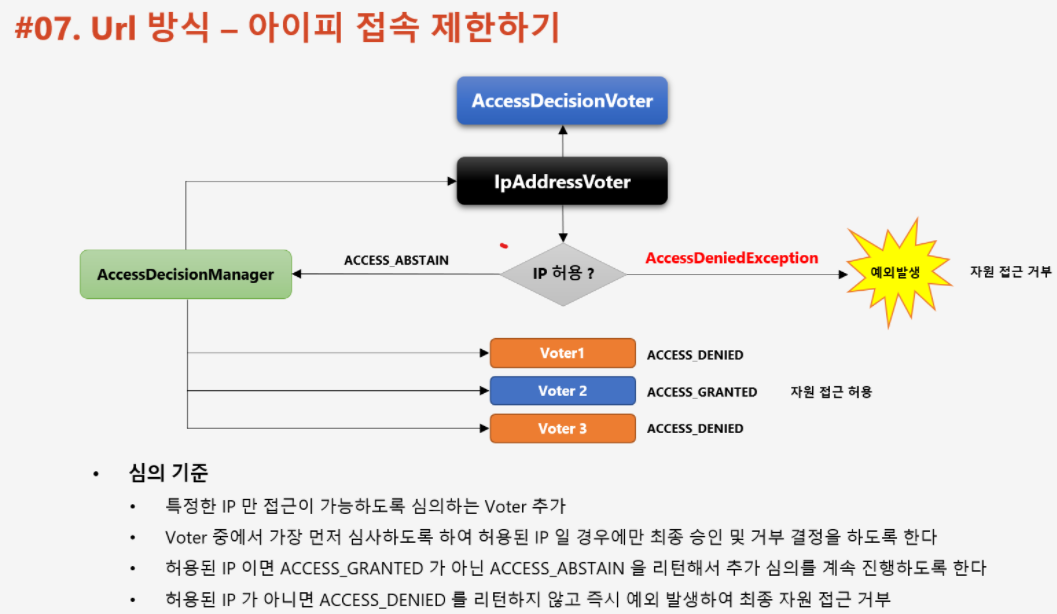 #07. Url 방식 – 아이피 접속 제한하기
AccessDecisionVoter
IpAddressVoter
AccessDecisionManager
ACCESS_ABSTAIN
IP 허용 ?
AccessDeniedException
예외발생
자원 접근 거부
Voter1
ACCESS_DENIED
Voter 2
ACCESS_GRANTED
자원 접근 허용
Voter 3
ACCESS_DENIED
• 심의 기준
• 특정한 IP 만 접근이 가능하도록 심의하는 Voter 추가
• Voter 중에서 가장 먼저 심사하도록 하여 허용된 IP 일 경우에만 최종 승인 및 거부 결정을 하도록 한다
• 허용된 IP 이면 ACCESS_GRANTED 가 아닌 ACCESS_ABSTAIN 을 리턴해서 추가 심의를 계속 진행하도록 한다
• 허용된 IP 가 아니면 ACCESS_DENIED 를 리턴하지 않고 즉시 예외 발생하여 최종 자원 접근 거부